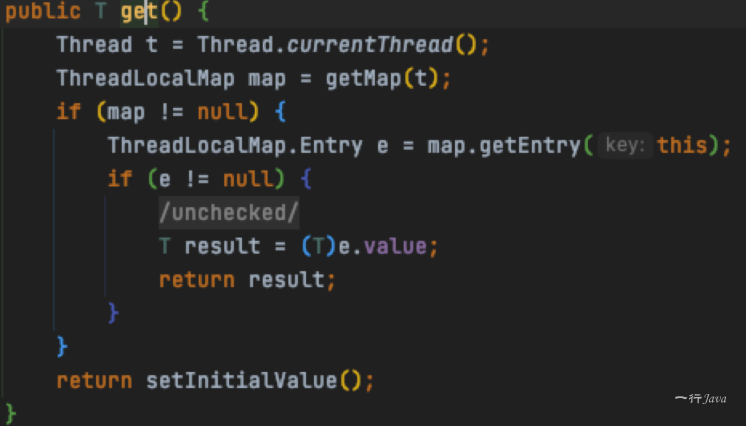 public T get() {
    Thread t = Thread.currentThread();
    ThreadLocalMap map = getMap(t);
    if (map != null) {
        ThreadLocalMap.Entry e = map.getEntry( key: this);
        if (e != null) {
            /unchecked/
            T result = (T)e.value;
            return result;
        }
    }
    return setInitialValue();
}
一行Java